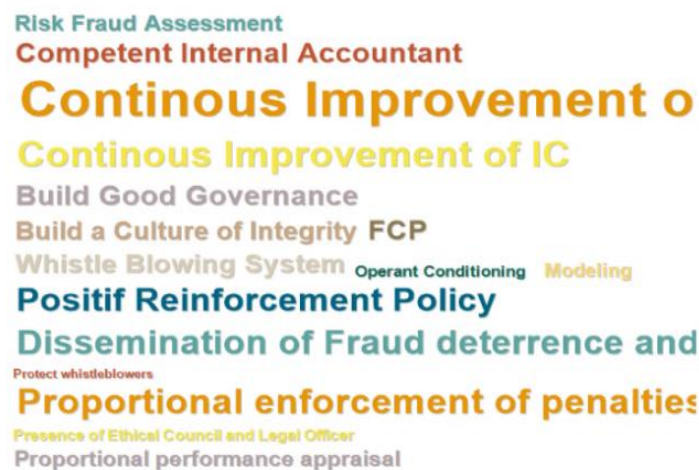 Risk Fraud Assessment
Competent Internal Accountant
Continous Improvement o
Continous Improvement of IC
Build Good Governance
Build a Culture of Integrity FCP
Whistle Blowing System Operant Conditioning Modeling
Positif Reinforcement Policy
Dissemination of Fraud deterrence and
Protect whistleblowers
Proportional enforcement of penalties
Presence of Ethical Council and Legal Officer
Proportional performance appraisal